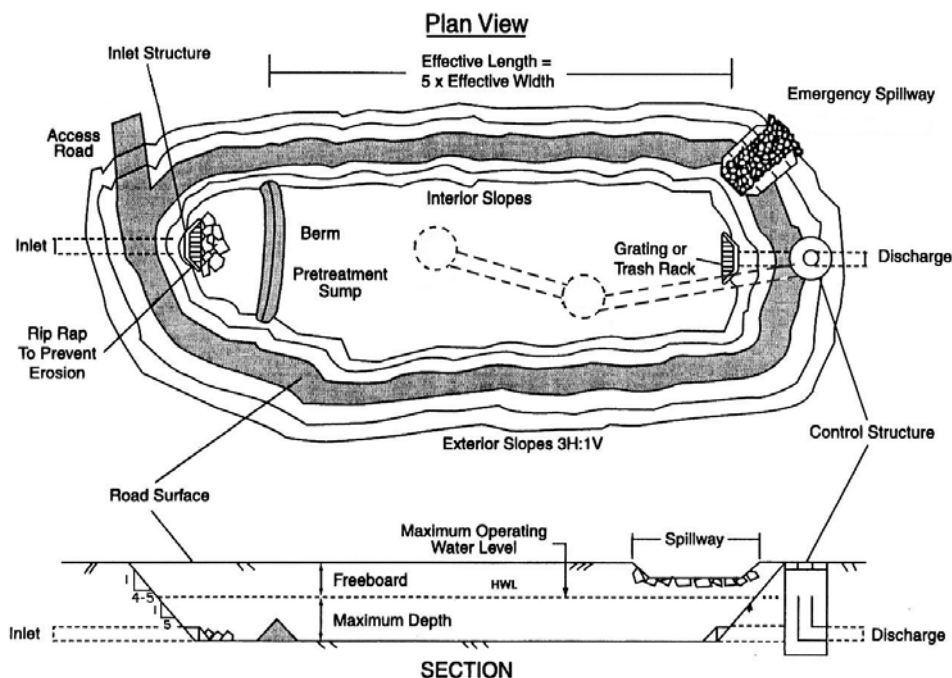 Plan View
Inlet Structure
Effective Length =
5 x Effective Width
Emergency Spillway
Access
Road
Interior Slopes
Inlet
Berm
Grating or
Trash Rack
Discharge
Pretreatment
Sump
Rip Rap
To Prevent
Erosion
Exterior Slopes 3H:1V
Control Structure
Road Surface
Maximum Operating
Water Level
Spillway
Freeboard
HWL
1
4-5
1
5
Maximum Depth
Inlet
Discharge
SECTION